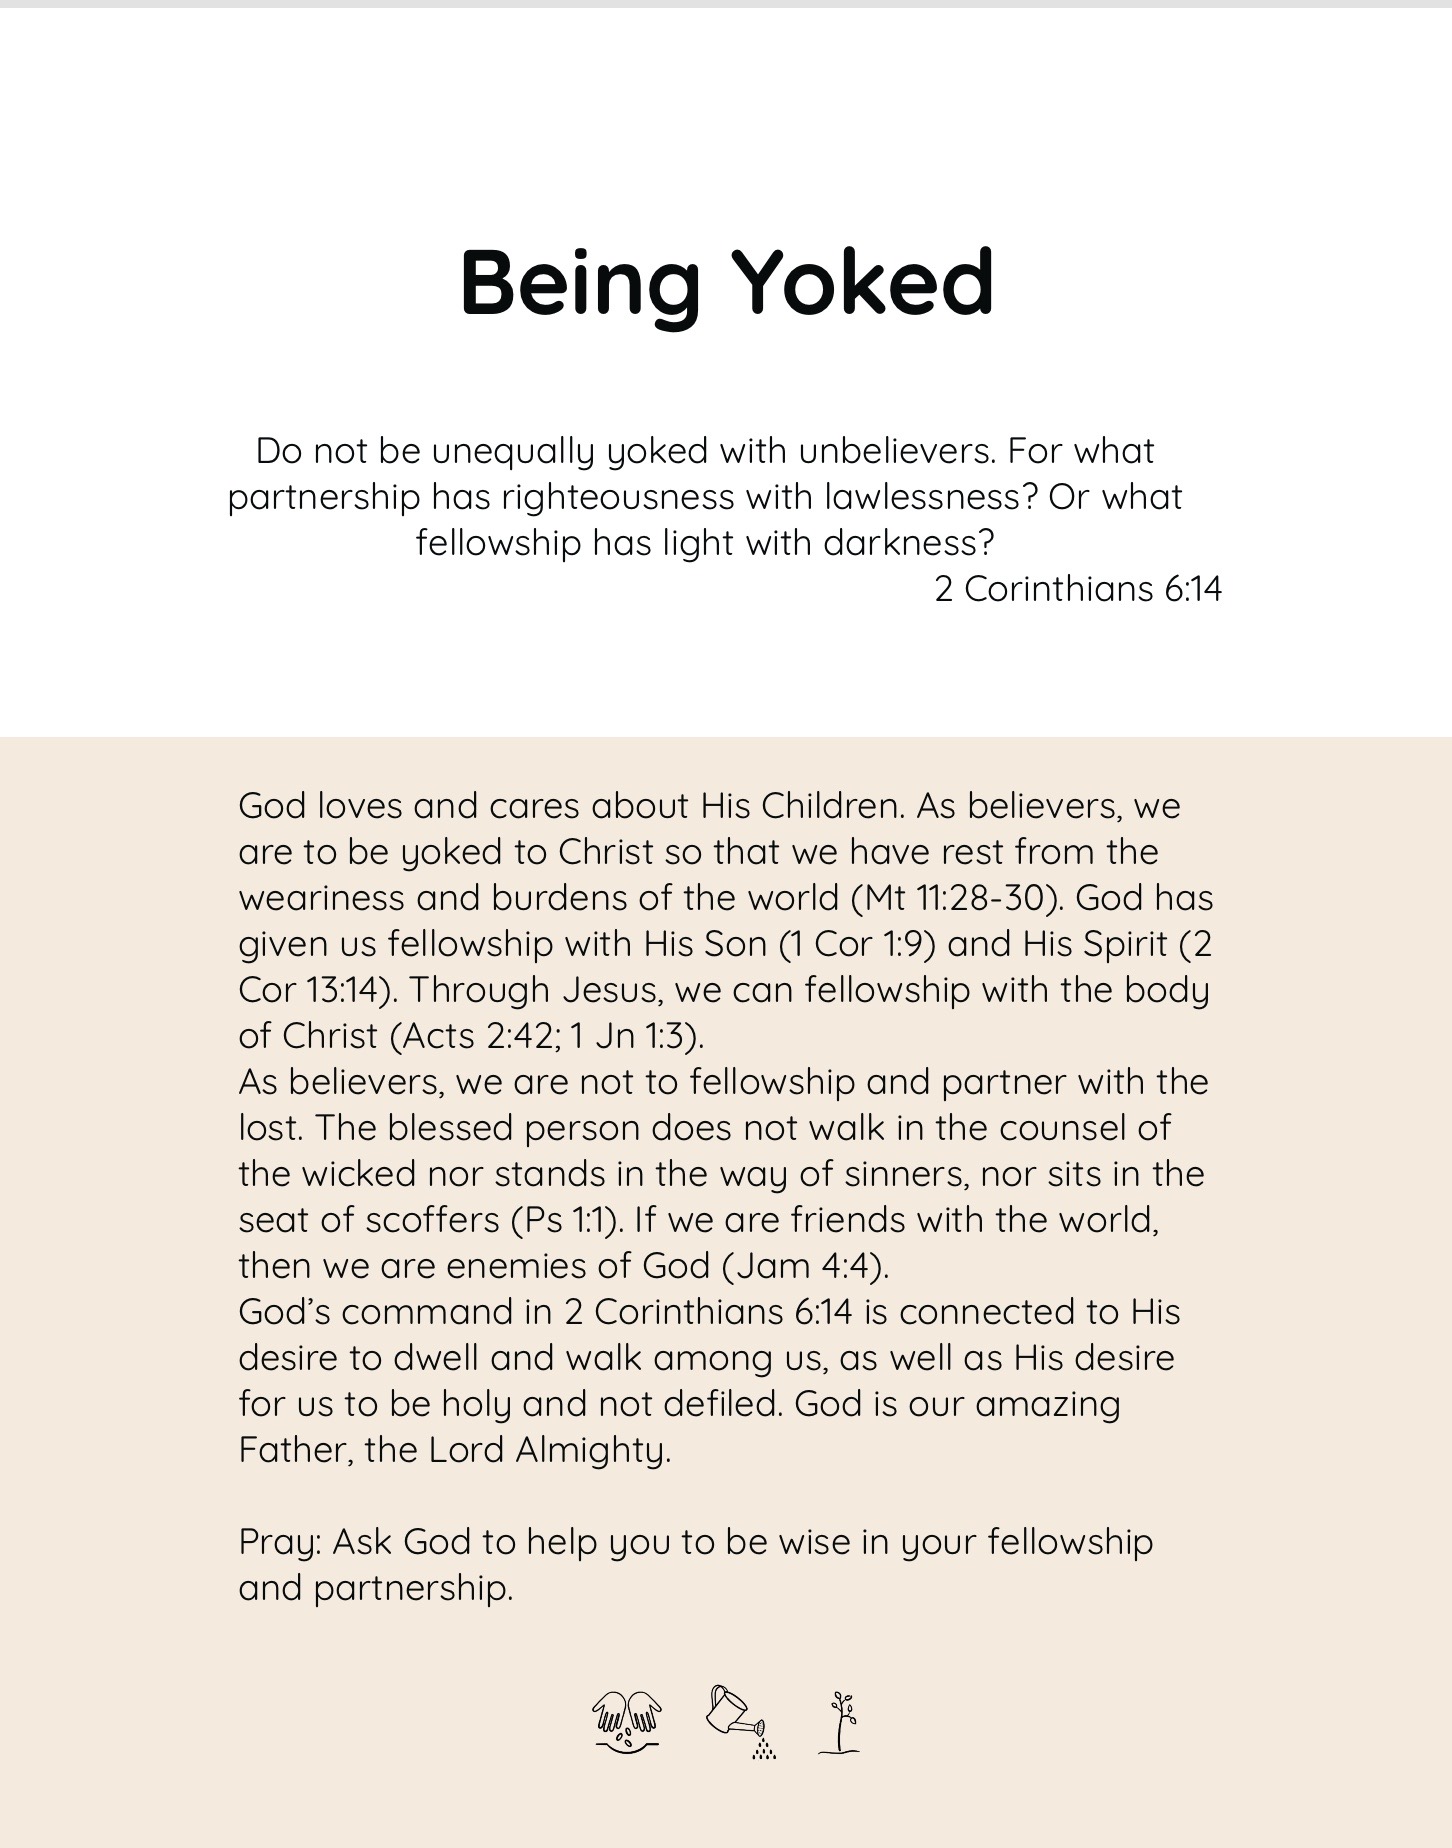 Being Yoked
Do not be unequally yoked with unbelievers. For what
partnership has righteousness with lawlessness? Or what
fellowship has light with darkness?
2 Corinthians 6:14
God loves and cares about His Children. As believers, we
are to be yoked to Christ so that we have rest from the
weariness and burdens of the world (Mt 11:28-30). God has
given us fellowship with His Son (1 Cor 1:9) and His Spirit (2
Cor 13:14). Through Jesus, we can fellowship with the body
of Christ (Acts 2:42; 1 Jn 1:3).
As believers, we are not to fellowship and partner with the
lost. The blessed person does not walk in the counsel of
the wicked nor stands in the way of sinners, nor sits in the
seat of scoffers (Ps 1:1). If we are friends with the world,
then we are enemies of God (Jam 4:4).
God’s command in 2 Corinthians 6:14 is connected to His
desire to dwell and walk among us, as well as His desire
for us to be holy and not defiled. God is our amazing
Father, the Lord Almighty.
Pray: Ask God to help you to be wise in your fellowship
and partnership.